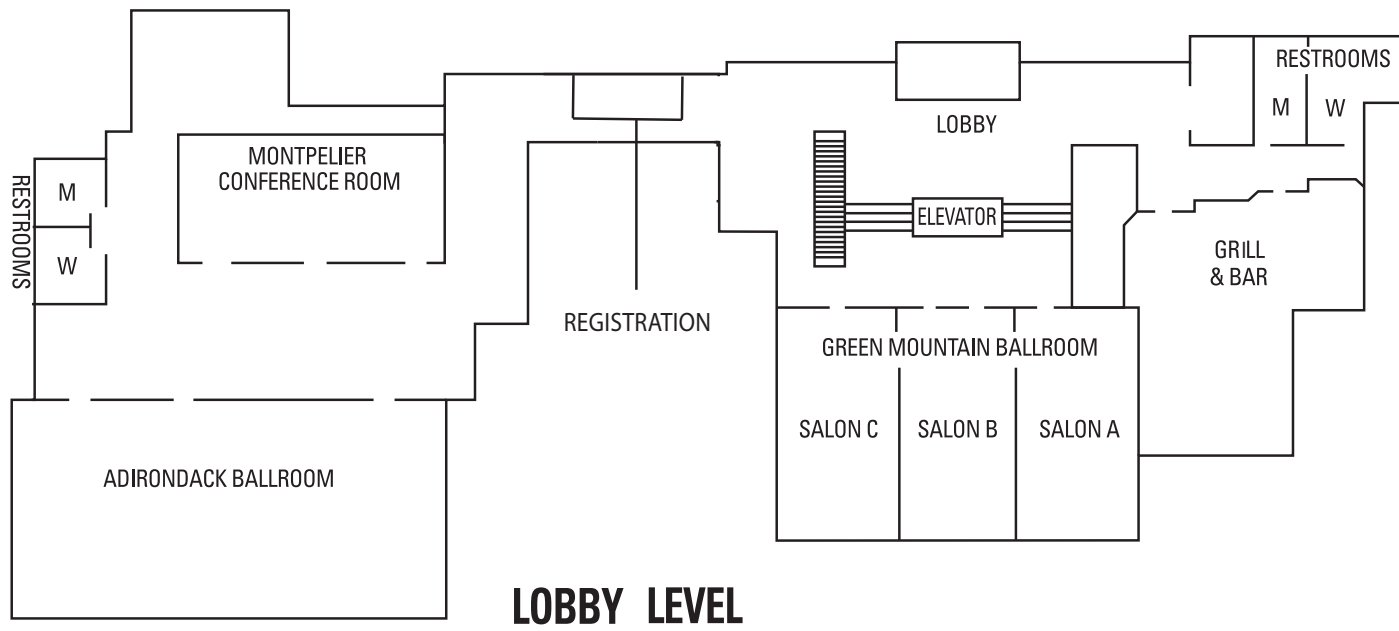 RESTROOMS
M
W
MONTPELIER
CONFERENCE ROOM
ADIRONDACK BALLROOM
REGISTRATION
LOBBY
ELEVATOR
RESTROOMS
M W
GRILL
& BAR
GREEN MOUNTAIN BALLROOM
SALON C SALON B SALON A
LOBBY LEVEL